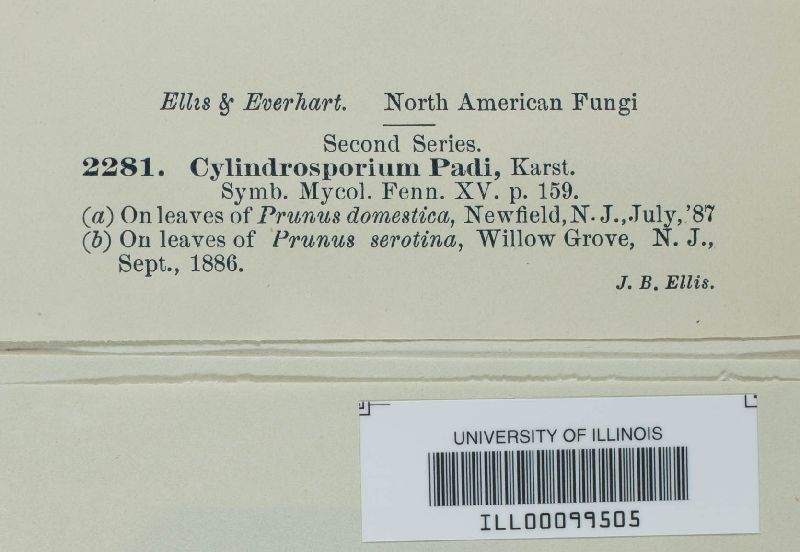 Ellis & Everhart. North American Fungi
Second Series.
2281. Cylindrosporium Padi, Karst.
Symb. Mycol. Fenn. XV. p. 159.
(a) On leaves of Prunus domestica, Newfield, N. J., July, '87
(b) On leaves of Prunus serotina, Willow Grove, N. J.,
Sept., 1886.
J. B. Ellis.
UNIVERSITY OF ILLINOIS
ILL00099505